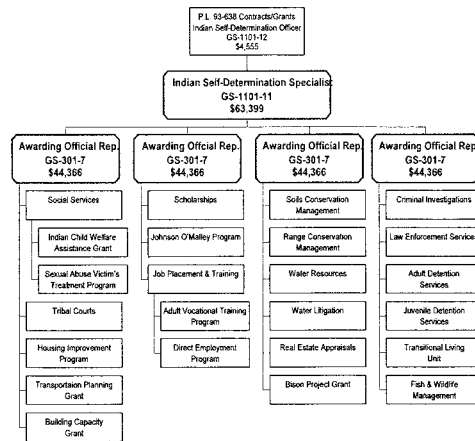 P.L. 93-638 Contracts/Grants
Indian Self-Determination Officer
GS-1101-12
$4,555
Indian Self-Determination Specialist
GS-1101-11
$63,399
Awarding Official Rep.
GS-301-7
$44,366
Social Services
Indian Child Welfare
Assistance Grant
Sexual Abuse Victim's
Treatment Program
Tribal Courts
Housing Improvement
Program
Transportaion Planning
Grant
Building Capacity
Grant
Awarding Official Rep.
GS-301-7
$44,366
Scholarships
Johnson O'Malley Program
Job Placement & Training
Adult Vocational Training
Program
Direct Employment
Program
Awarding Official Rep.
GS-301-7
$44,366
Soils Conservation
Management
Range Conservation
Management
Water Resources
Water Litigation
Real Estate Appraisals
Bison Project Grant
Awarding Official Rep.
GS-301-7
$44,366
Criminal Investigations
Law Enforcement Services
Adult Detention
Services
Juvenile Detention
Services
Transitional Living
Unit
Fish & Wildlife
Management